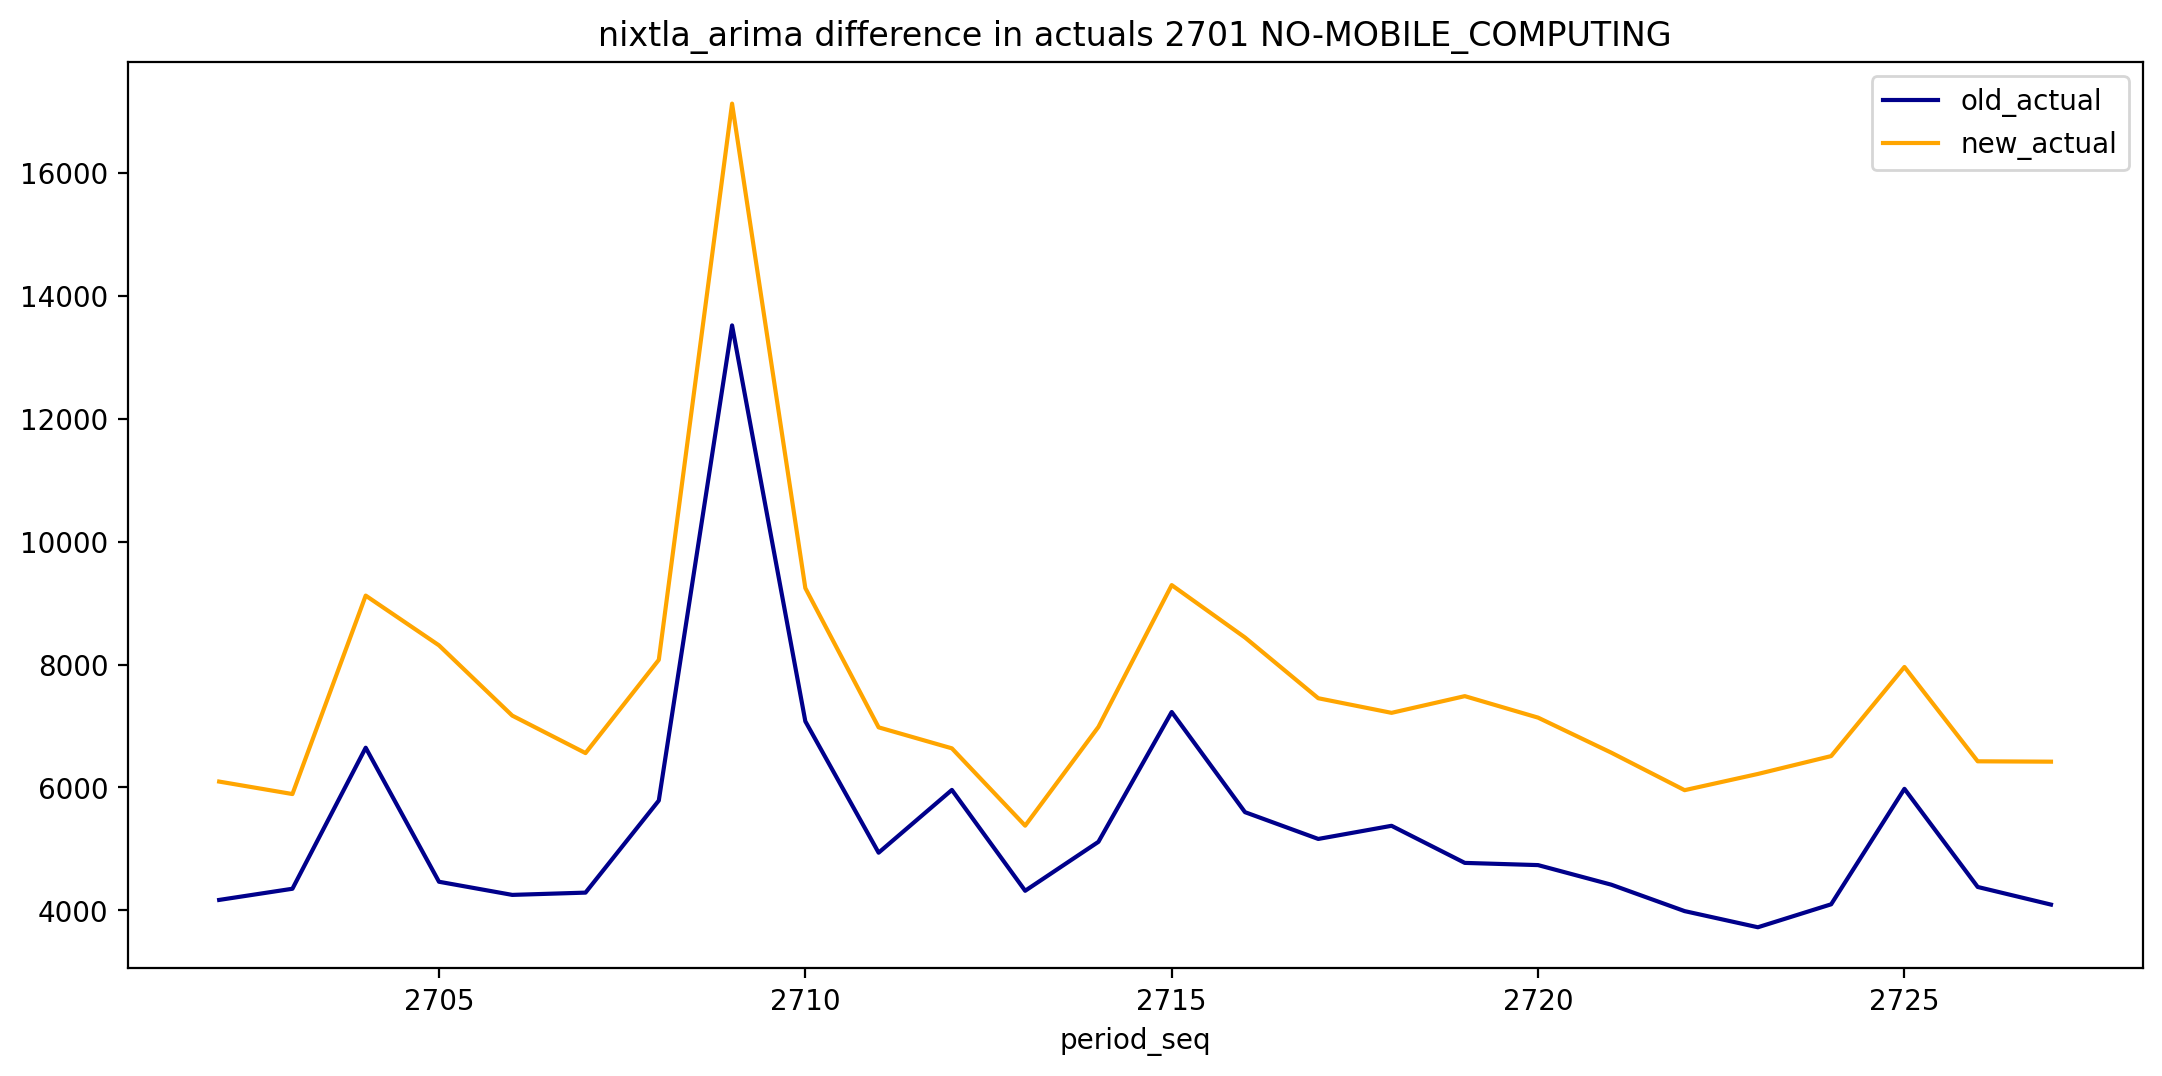 nixtla_arima difference in actuals 2701 NO-MOBILE_COMPUTING
old_actual
new_actual
16000
14000
12000
10000
8000
6000
4000
2705 2710 2715 2720 2725
period_seq